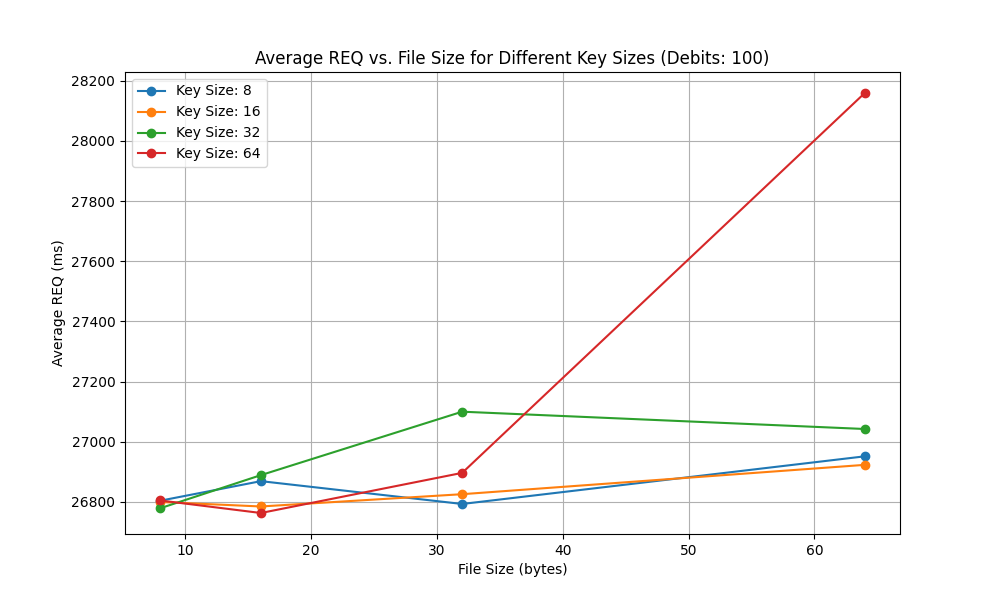 Average REQ vs. File Size for Different Key Sizes (Debits: 100)
Key Size: 8
Key Size: 16
Key Size: 32
Key Size: 64
Average REQ (ms)
28200
28000
27800
27600
27400
27200
27000
26800
10 20 30 40 50 60
File Size (bytes)